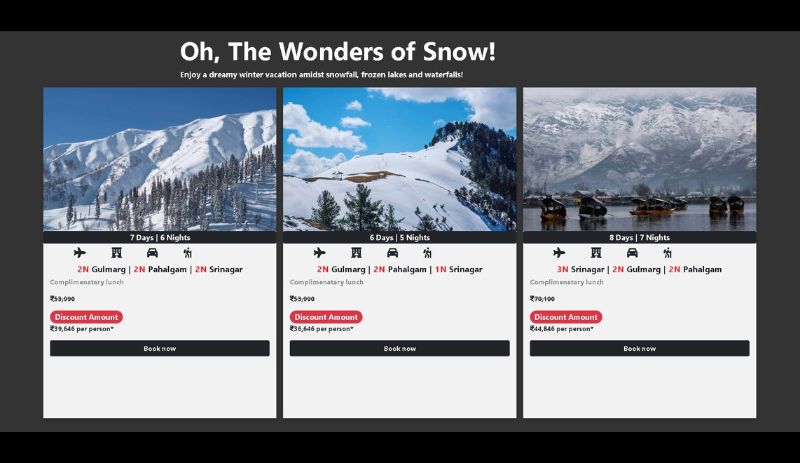 Oh, The Wonders of Snow!
Enjoy a dreamy winter vacation amidst snowfall, frozen lakes and waterfalls!
7 Days | 6 Nights
2N Gulmarg | 2N Pahalgam | 2N Srinagar
Complimenatary lunch
₹53,990
Discount Amount
₹39,646 per person*
Book now
6 Days | 5 Nights
2N Gulmarg | 2N Pahalgam | 1N Srinagar
Complimenatary lunch
₹53,990
Discount Amount
₹36,646 per person*
Book now
8 Days | 7 Nights
3N Srinagar | 2N Gulmarg | 2N Pahalgam
Complimenatary lunch
₹70,100
Discount Amount
₹44,846 per person*
Book now